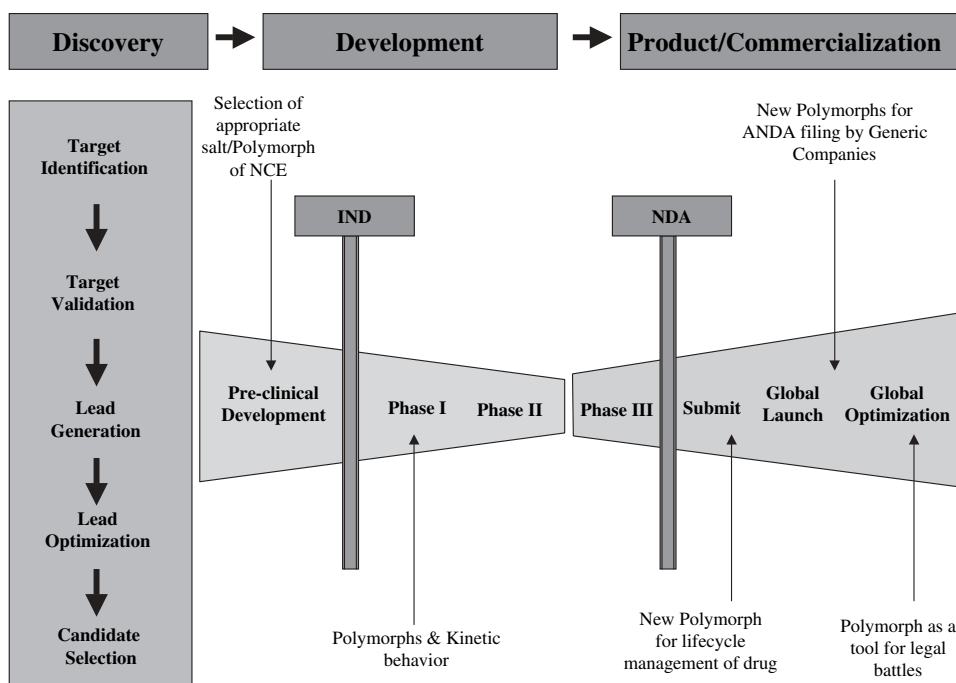 Discovery
Development
Product/Commercialization
Target
Identification
Target
Validation
Lead
Generation
Lead
Optimization
Candidate
Selection
Selection of
appropriate
salt/Polymorph
of NCE
IND
Pre-clinical
Development
Phase I
Phase II
Polymorphs & Kinetic
behavior
New Polymorphs for
ANDA filing by Generic
Companies
NDA
Phase III
Submit
Global
Launch
Global
Optimization
New Polymorph
for lifecycle
management of drug
Polymorph as a
tool for legal
battles